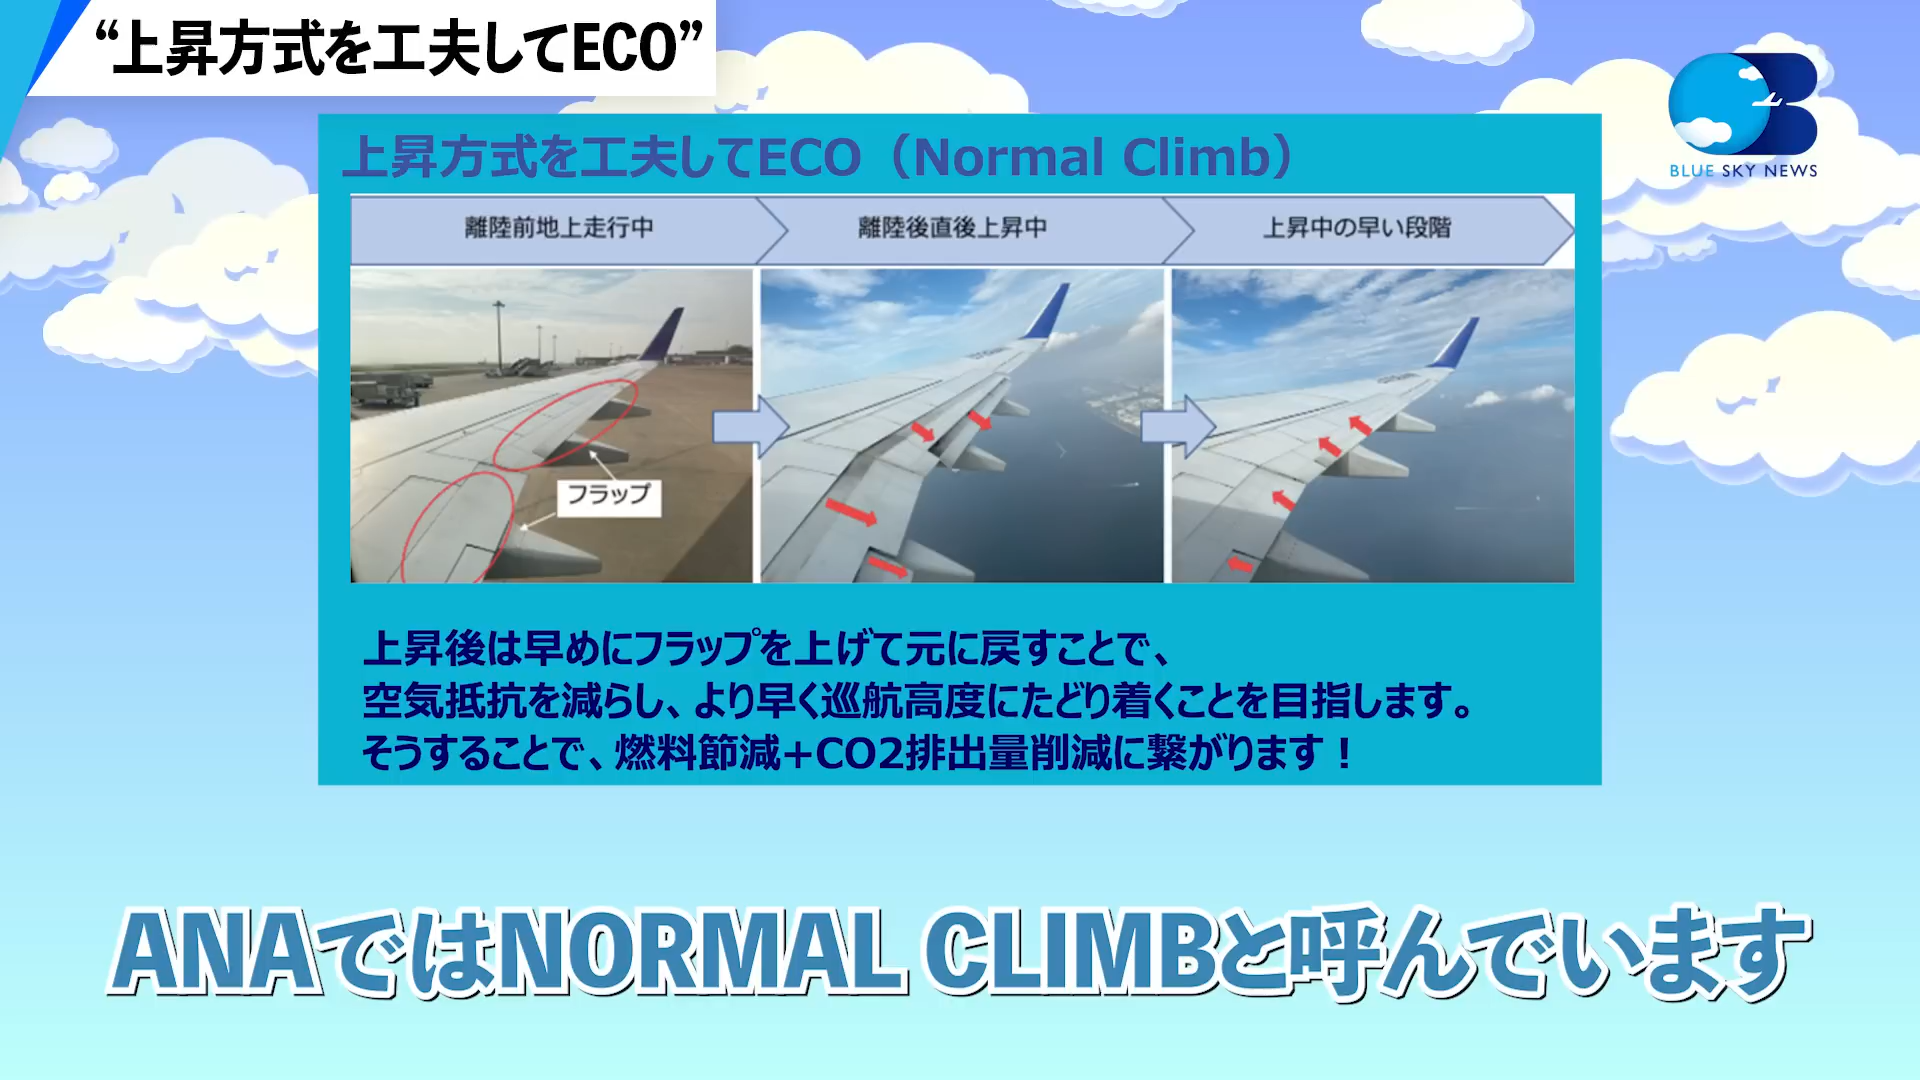 “上昇方式を工夫してECO”
BLUE SKY NEWS
上昇方式を工夫してECO（Normal Climb）
離陸前地上走行中
離陸後直後上昇中
上昇中の早い段階
フラップ
上昇後は早めにフラップを上げて元に戻すことで、
空気抵抗を減らし、より早く巡航高度にたどり着くことを目指します。
そうすることで、燃料節減+CO2排出量削減に繋がります！
ANAではNORMAL CLIMBと呼んでいます